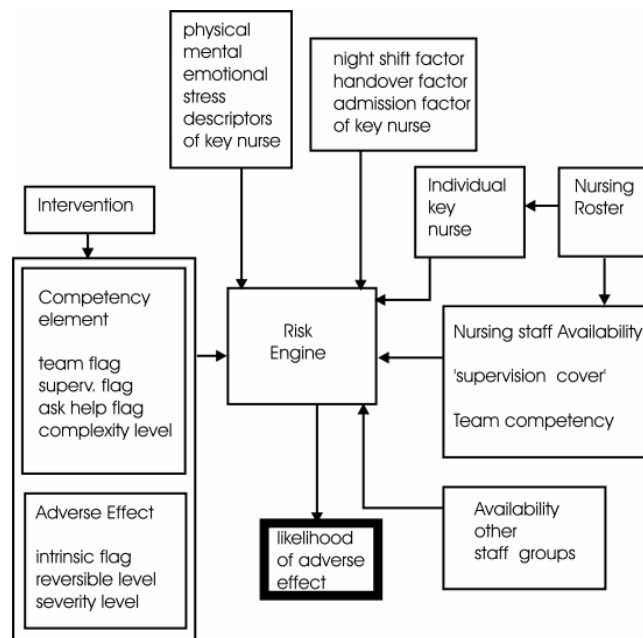 physical
mental
emotional
stress
descriptors
of key nurse
night shift factor
handover factor
admission factor
of key nurse
Intervention
Individual
key
nurse
Nursing
Roster
Competency
element
team flag
superv. flag
ask help flag
complexity level
Risk
Engine
Nursing staff Availability
'supervision cover'
Team competency
Adverse Effect
intrinsic flag
reversible level
severity level
likelihood
of adverse
effect
Availability
other
staff groups